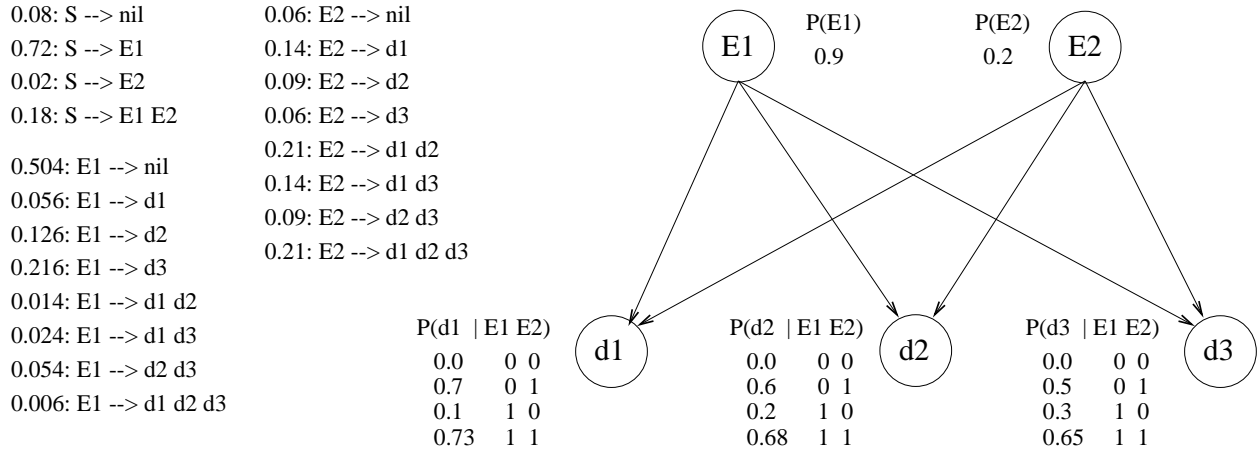 0.08: S --> nil
0.72: S --> E1
0.02: S --> E2
0.18: S --> E1 E2
0.504: E1 --> nil
0.056: E1 --> d1
0.126: E1 --> d2
0.216: E1 --> d3
0.014: E1 --> d1 d2
0.024: E1 --> d1 d3
0.054: E1 --> d2 d3
0.006: E1 --> d1 d2 d3
0.06: E2 --> nil
0.14: E2 --> d1
0.09: E2 --> d2
0.06: E2 --> d3
0.21: E2 --> d1 d2
0.14: E2 --> d1 d3
0.09: E2 --> d2 d3
0.21: E2 --> d1 d2 d3
E1
P(E1)
0.9
P(E2)
0.2
E2
P(d1 | E1 E2)
0.0 0 0
0.7 0 1
0.1 1 0
0.73 1 1
d1
P(d2 | E1 E2)
0.0 0 0
0.6 0 1
0.2 1 0
0.68 1 1
d2
P(d3 | E1 E2)
0.0 0 0
0.5 0 1
0.3 1 0
0.65 1 1
d3